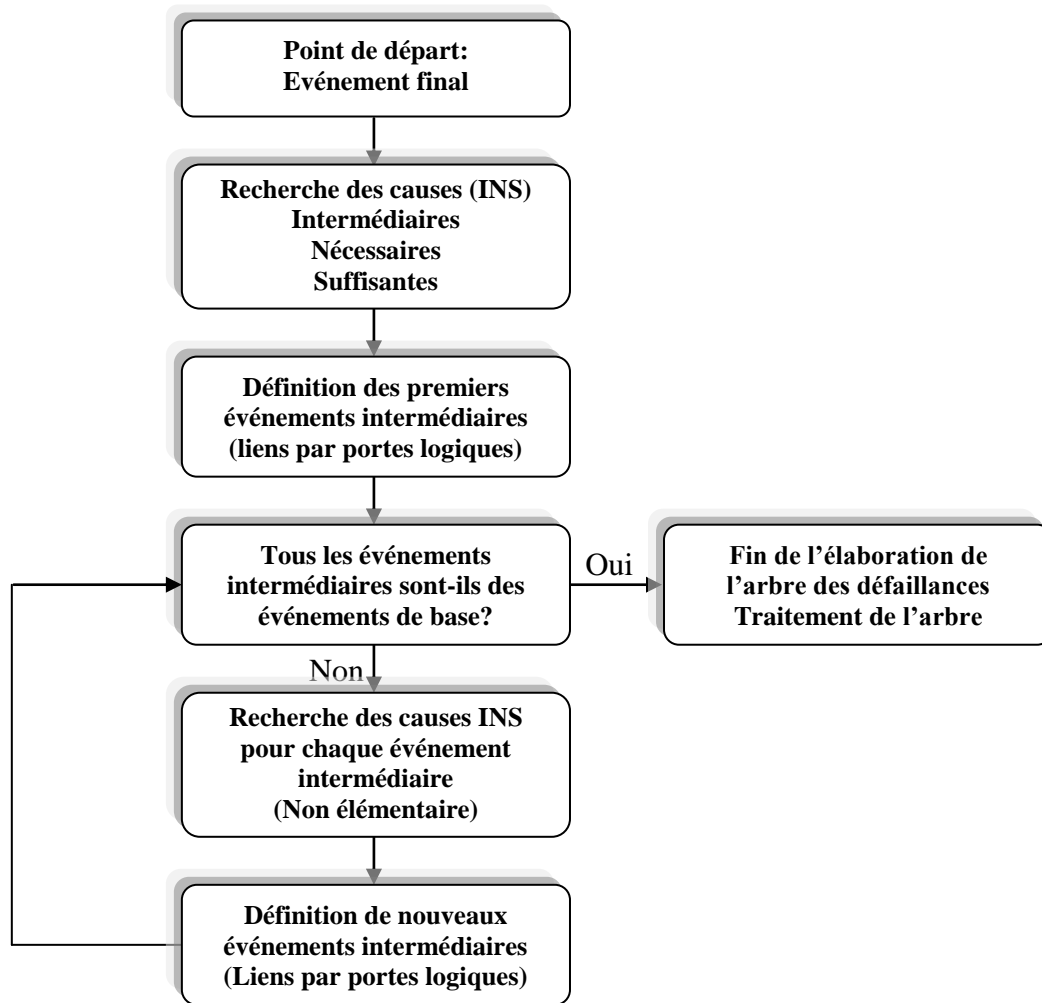 Point de départ:
Evénement final
Recherche des causes (INS)
Intermédiaires
Nécessaires
Suffisantes
Définition des premiers
événements intermédiaires
(liens par portes logiques)
Tous les événements
intermédiaires sont-ils des
événements de base?
Oui
Fin de l’élaboration de
l’arbre des défaillances
Traitement de l’arbre
Non
Recherche des causes INS
pour chaque événement
intermédiaire
(Non élémentaire)
Définition de nouveaux
événements intermédiaires
(Liens par portes logiques)